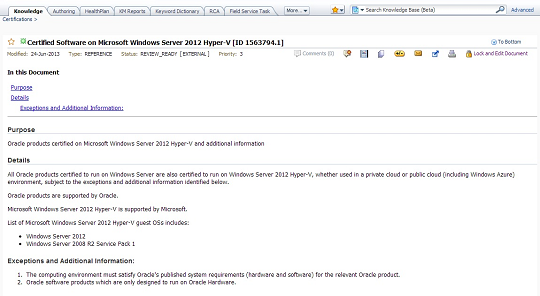 Knowledge Authoring HealthPlan KM Reports Keyword Dictionary RCA Field Service Task More... Search Knowledge Base (Beta) Advanced
Certifications >
Certified Software on Microsoft Windows Server 2012 Hyper-V [ID 1563794.1] To Bottom
Modified: 24-Jun-2013 Type: REFERENCE Status: REVIEW_READY [EXTERNAL] Priority: 3 Comments (0) Lock and Edit Document
In this Document
Purpose
Details
Exceptions and Additional Information:
Purpose
Oracle products certified on Microsoft Windows Server 2012 Hyper-V and additional information
Details
All Oracle products certified to run on Windows Server are also certified to run on Windows Server 2012 Hyper-V, whether used in a private cloud or public cloud (including Windows Azure)
environment, subject to the exceptions and additional information identified below.
Oracle products are supported by Oracle.
Microsoft Windows Server 2012 Hyper-V is supported by Microsoft.
List of Microsoft Windows Server 2012 Hyper-V guest OSs includes:
• Windows Server 2012
• Windows Server 2008 R2 Service Pack 1
Exceptions and Additional Information:
1. The computing environment must satisfy Oracle's published system requirements (hardware and software) for the relevant Oracle product.
2. Oracle software products which are only designed to run on Oracle Hardware.